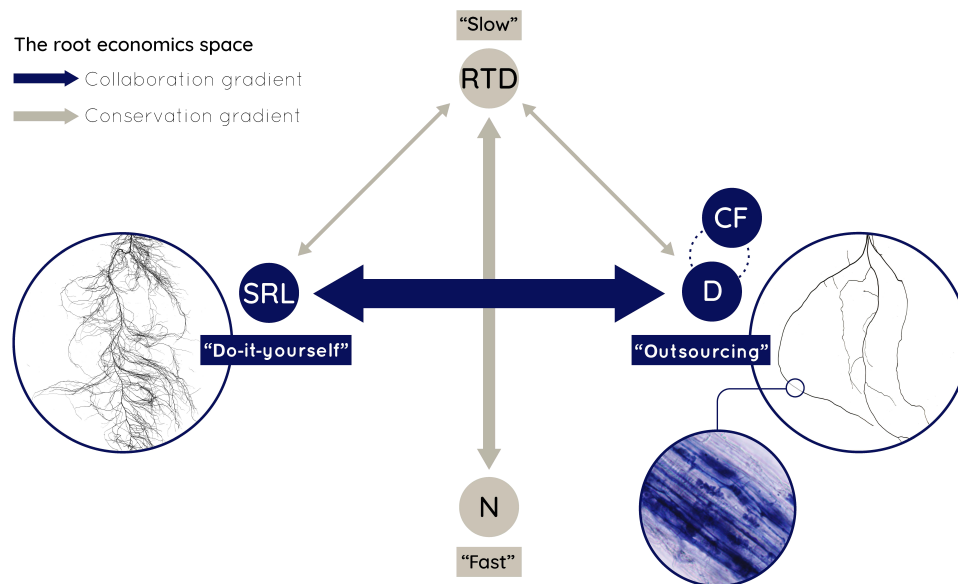 “Slow”
The root economics space
RTD
Collaboration gradient
Conservation gradient
CF
SRL
D
“Do-it-yourself”
“Outsourcing”
N
“Fast”